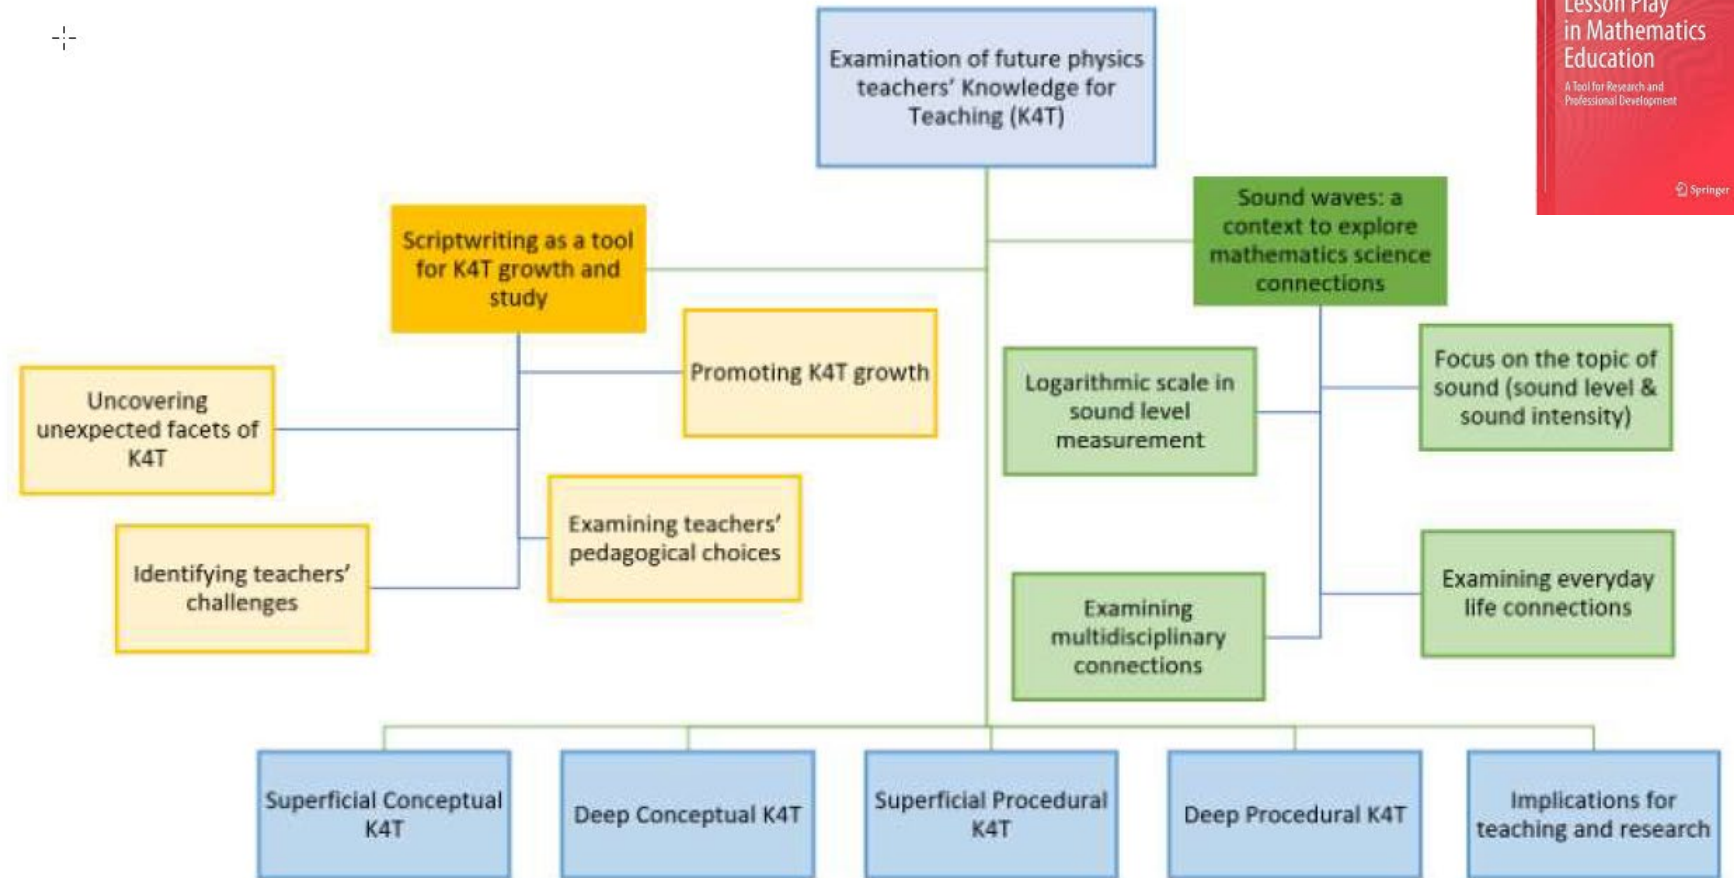 Lesson Play
in Mathematics
Education
A Tool for Research and
Professional Development
Springer
Examination of future physics
teachers' Knowledge for
Teaching (K4T)
Scriptwriting as a tool
for K4T growth and
study
Sound waves: a
context to explore
mathematics science
connections
Promoting K4T growth
Uncovering
unexpected facets of
K4T
Examining teachers'
pedagogical choices
Identifying teachers'
challenges
Logarithmic scale in
sound level
measurement
Focus on the topic of
sound (sound level &
sound intensity)
Examining
multidisciplinary
connections
Examining everyday
life connections
Superficial Conceptual
K4T
Deep Conceptual K4T
Superficial Procedural
K4T
Deep Procedural K4T
Implications for
teaching and research